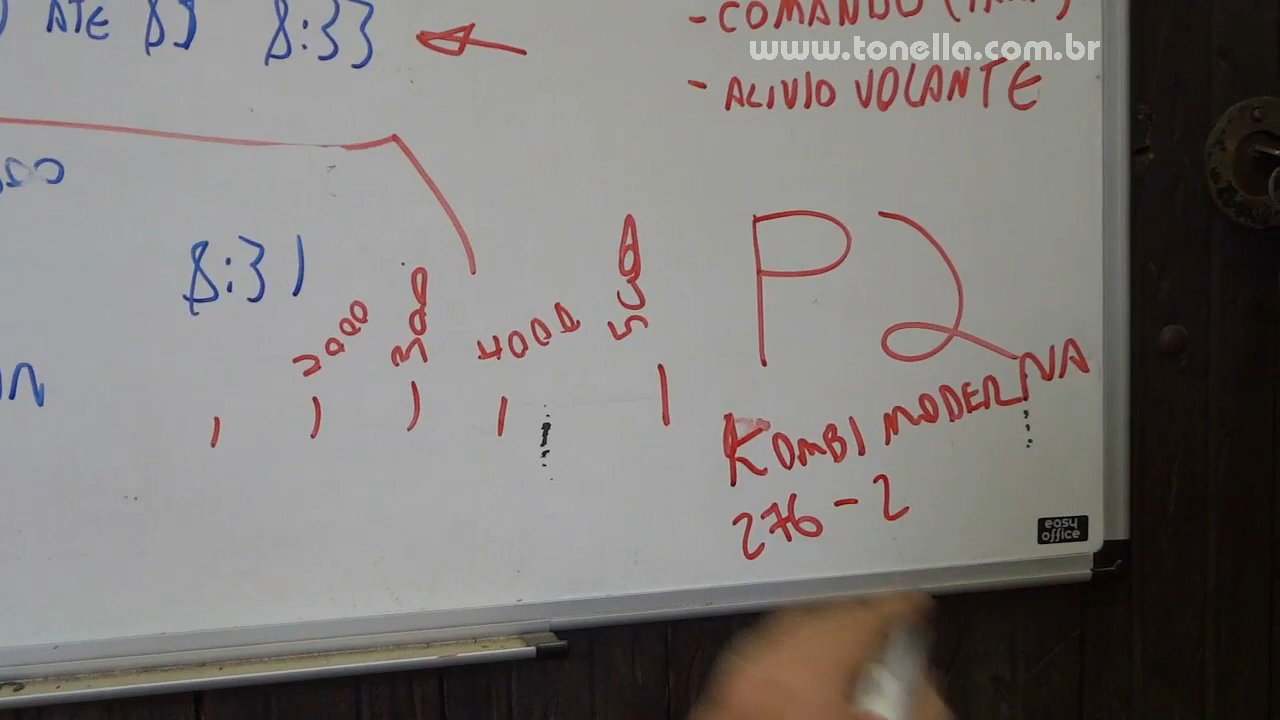 ATE 83 8:33
- COMANDO
www.tonella.com.br
- ALIVIO VOLANTE
8:31
2000
3000
4000
5000
P2
KOMBI MODERNA
276-2
easy
office